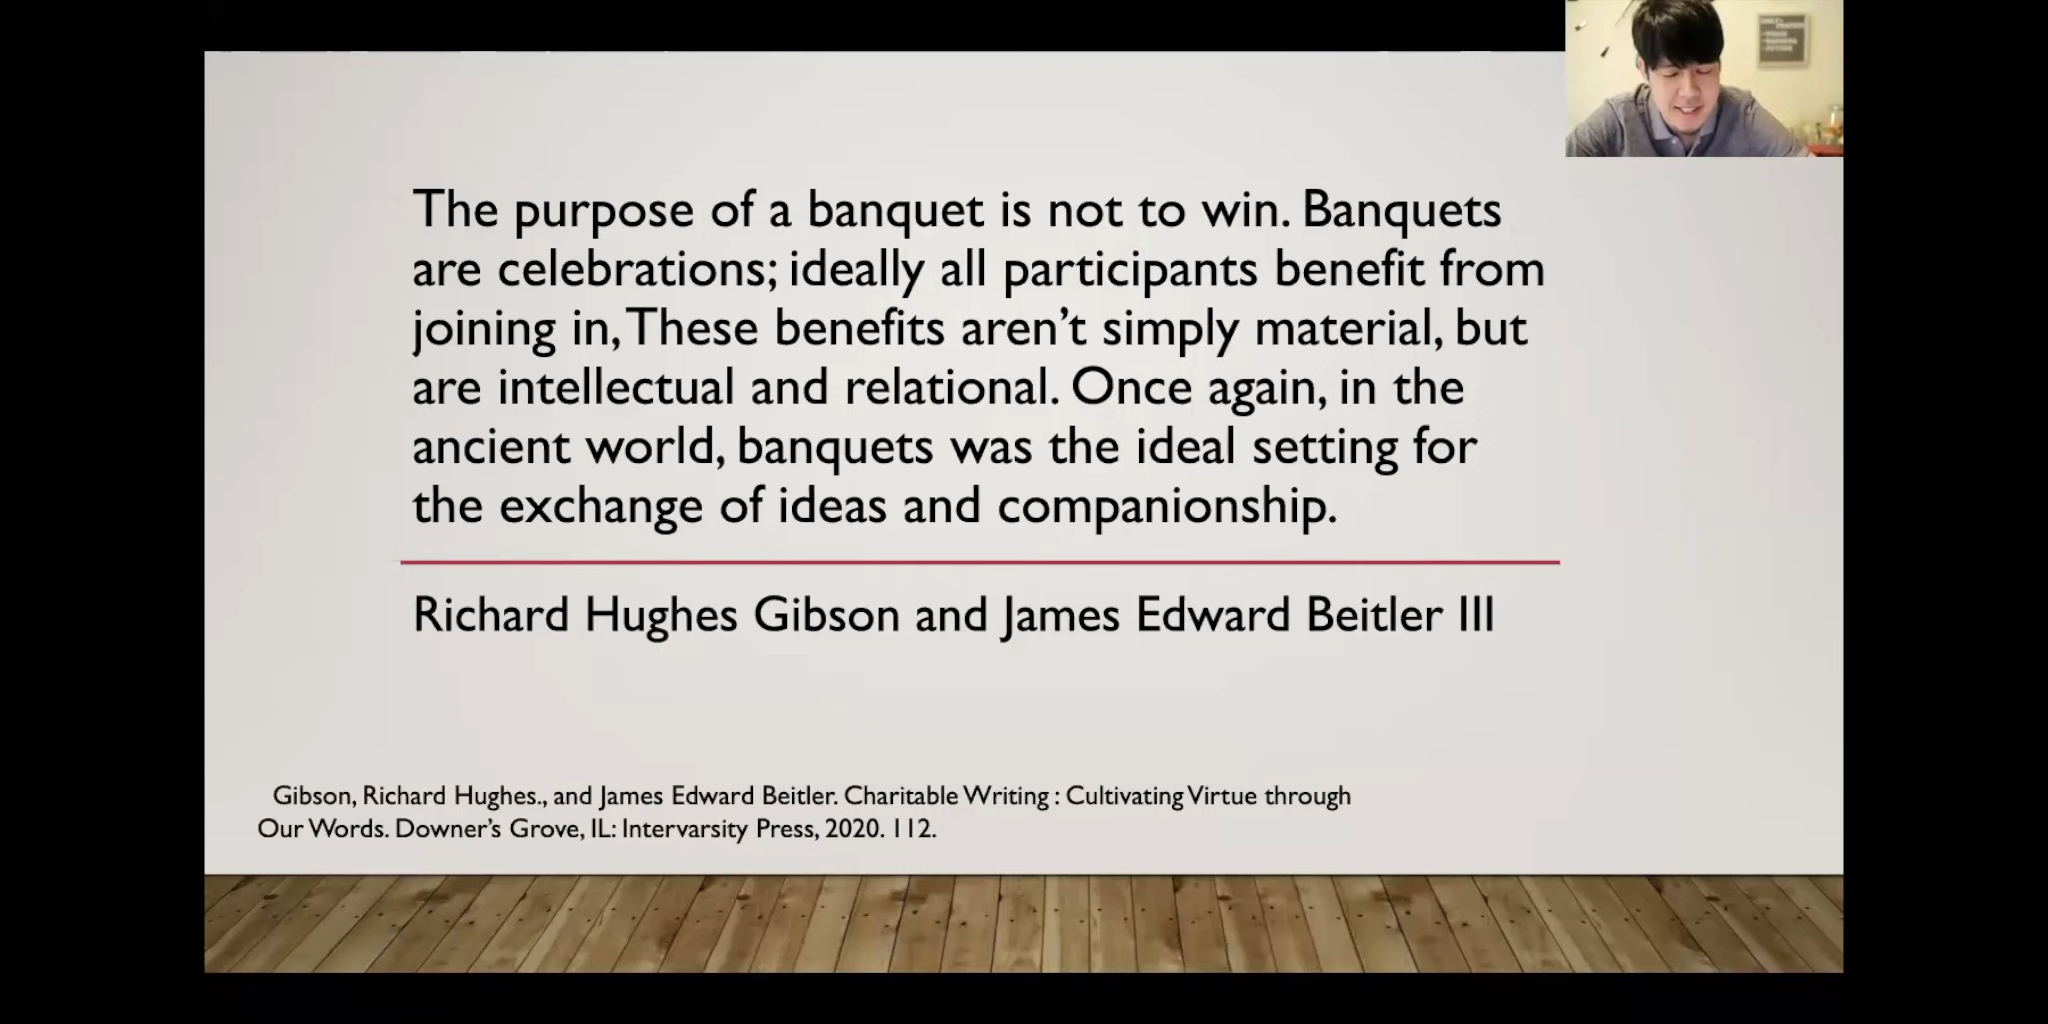 The purpose of a banquet is not to win. Banquets
are celebrations; ideally all participants benefit from
joining in, These benefits aren’t simply material, but
are intellectual and relational. Once again, in the
ancient world, banquets was the ideal setting for
the exchange of ideas and companionship.
Richard Hughes Gibson and James Edward Beitler III
Gibson, Richard Hughes., and James Edward Beitler. Charitable Writing : Cultivating Virtue through
Our Words. Downer’s Grove, IL: Intervarsity Press, 2020. 112.